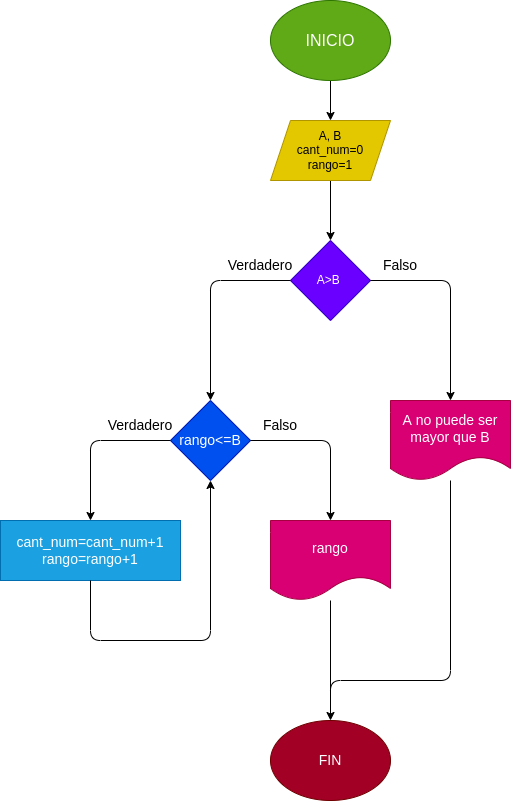 INICIO
A, B
cant_num=0
rango=1
Verdadero
Falso
A>B
Verdadero
Falso
rango<=B
A no puede ser
mayor que B
cant_num=cant_num+1
rango=rango+1
rango
FIN